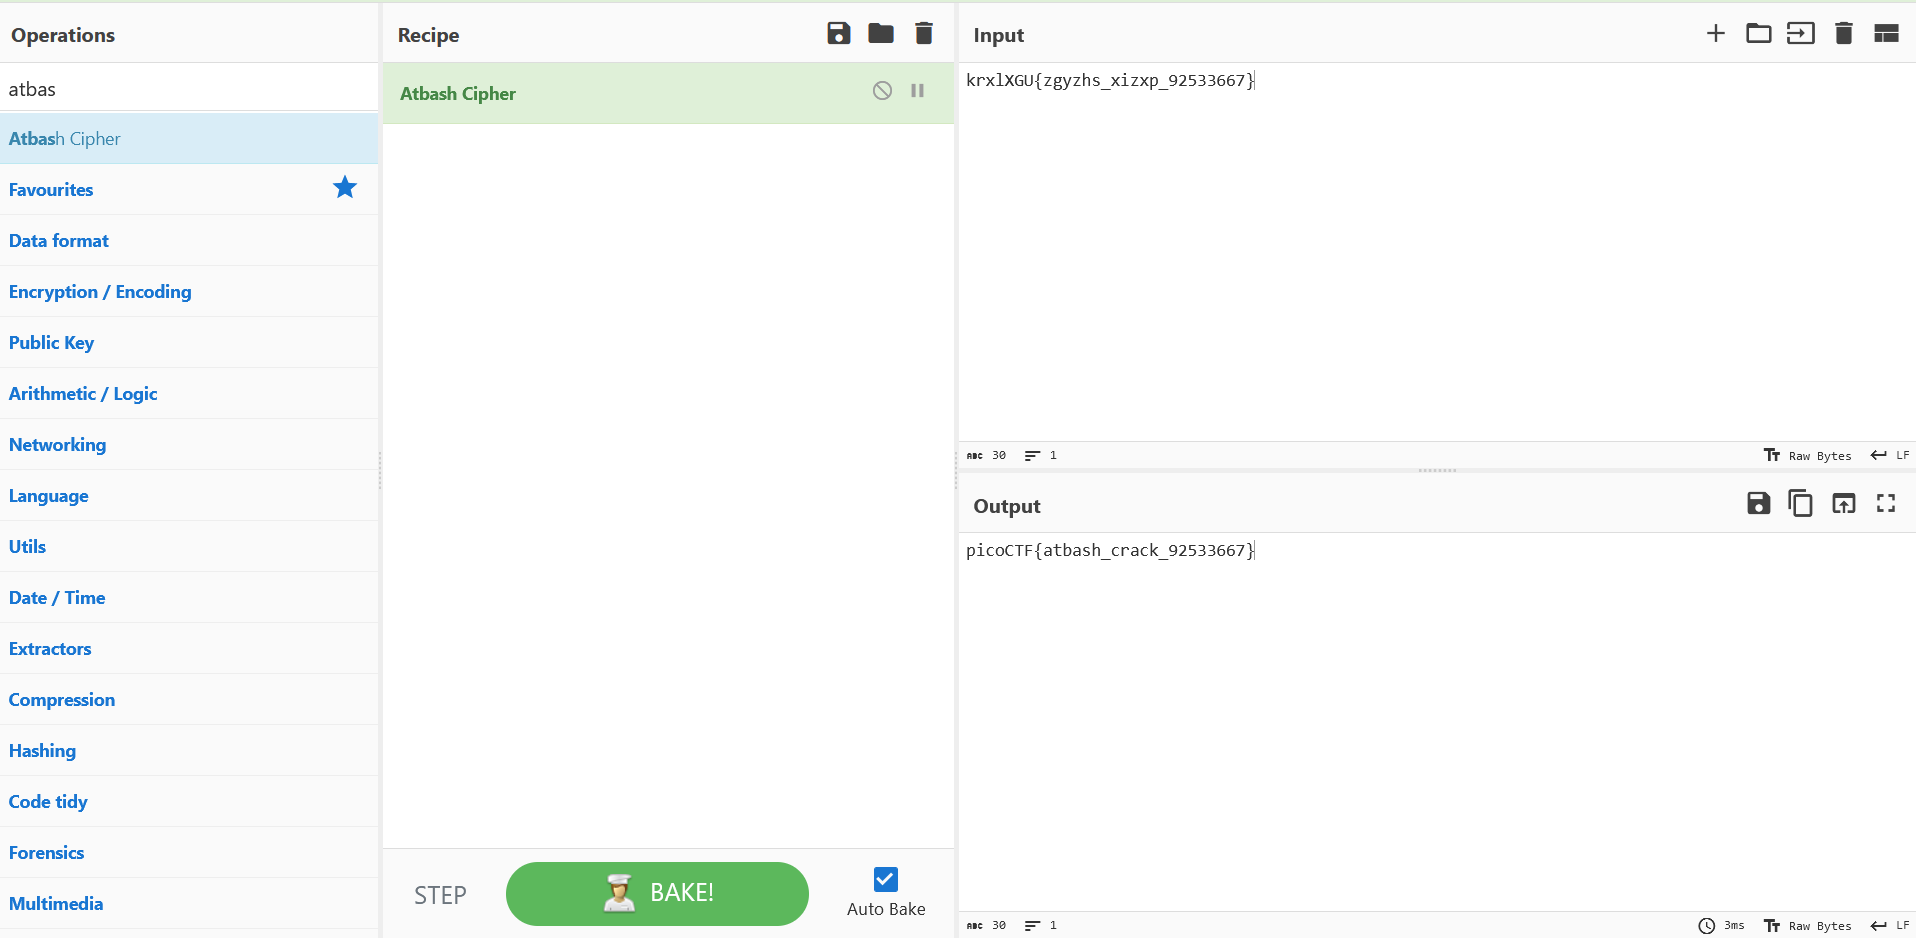 Operations
atbas
Atbash Cipher
Favourites
Data format
Encryption / Encoding
Public Key
Arithmetic / Logic
Networking
Language
Utils
Date / Time
Extractors
Compression
Hashing
Code tidy
Forensics
Multimedia
Recipe
Atbash Cipher
STEP
BAKE!
Auto Bake
Input
krxlXGU{zgyzhs_xizxp_92533667}
ABC 30 1 Tт Raw Bytes LF
Output
picoCTF{atbash_crack_92533667}
ABC 30 1 3ms Tт Raw Bytes LF